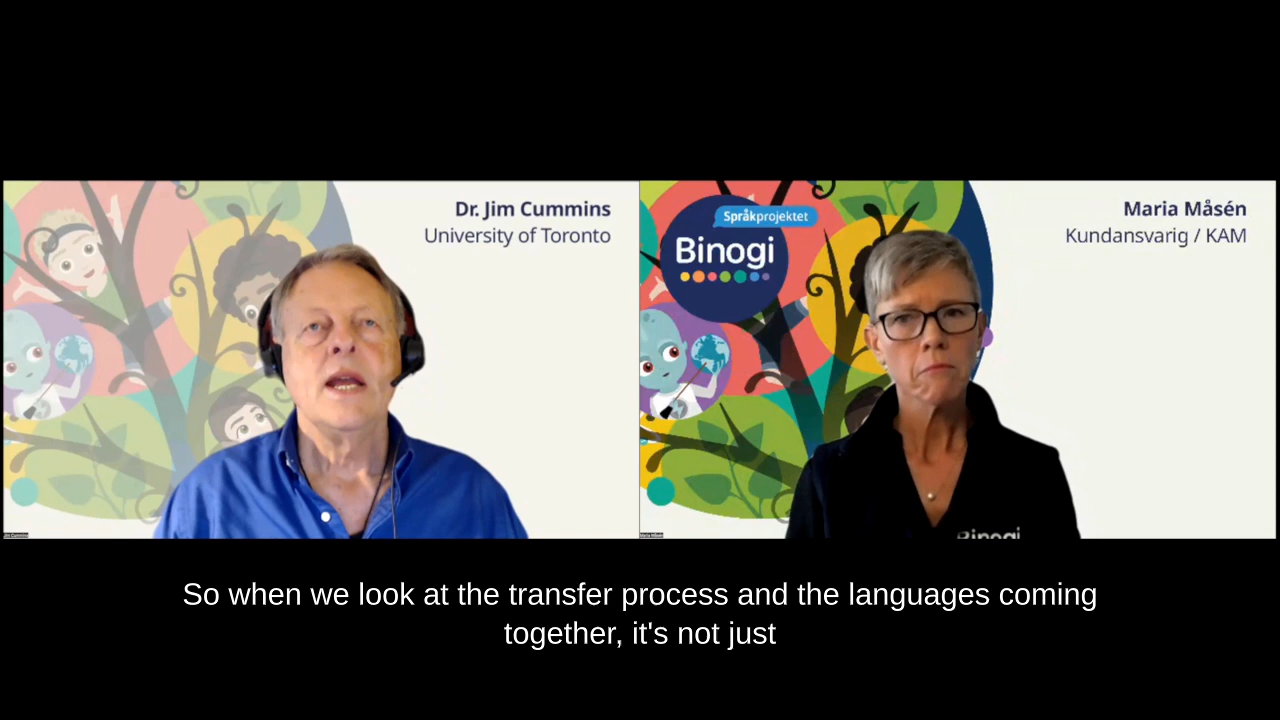 Dr. Jim Cummins
University of Toronto
Språkprojektet
Binogi
Maria Måsén
Kundansvarig / KAM
Binogi
So when we look at the transfer process and the languages coming
together, it's not just